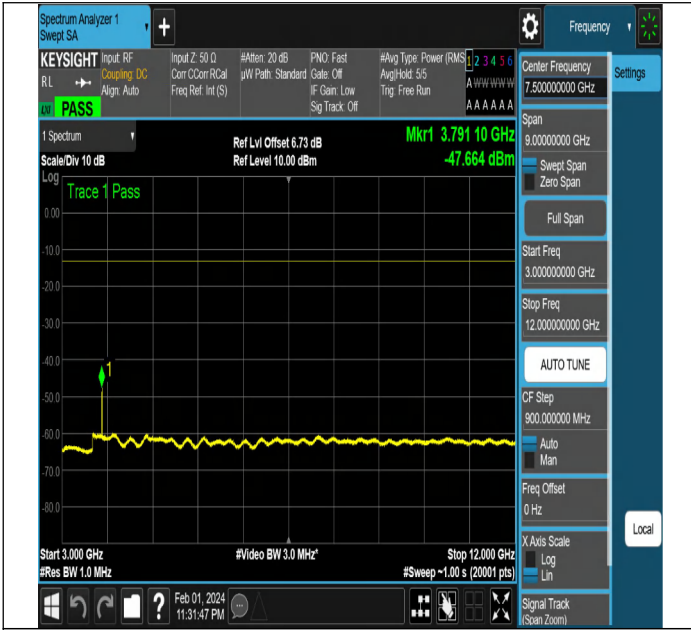 Spectrum Analyzer 1
Swept SA
Frequency
KEYSIGHT
RL
PASS
Input: RF
Coupling: DC
Align: Auto
Input Z: 50 Ω
Corr CCorr RCal
Freq Ref: Int (S)
#Atten: 20 dB
µW Path: Standard
PNO: Fast
Gate: Off
IF Gain: Low
Sig Track: Off
#Avg Type: Power (RMS
Avg|Hold: 5/5
Trig: Free Run
1 2 3 4 5 6
A W W W W W
A A A A A A
1 Spectrum
Scale/Div 10 dB
Ref Lvl Offset 6.73 dB
Ref Level 10.00 dBm
Mkr1 3.791 10 GHz
-47.664 dBm
Log
Trace 1 Pass
0.00
-10.0
-20.0
-30.0
-40.0
1
-50.0
-60.0
-70.0
-80.0
Start 3.000 GHz
#Res BW 1.0 MHz
#Video BW 3.0 MHz*
Stop 12.000 GHz
#Sweep ~1.00 s (20001 pts)
Center Frequency
7.500000000 GHz
Span
9.00000000 GHz
Swept Span
Zero Span
Full Span
Start Freq
3.000000000 GHz
Stop Freq
12.000000000 GHz
AUTO TUNE
CF Step
900.000000 MHz
Auto
Man
Freq Offset
0 Hz
X Axis Scale
Log
Lin
Signal Track
(Span Zoom)
Settings
Local
?
Feb 01, 2024
11:31:47 PM